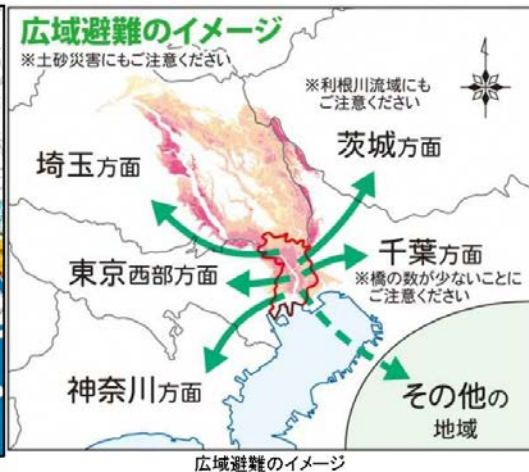 広域避難のイメージ
※土砂災害にもご注意ください
※利根川流域にも
ご注意ください
茨城方面
埼玉方面
千葉方面
※橋の数が少ないことに
ご注意ください
東京西部方面
神奈川方面
その他の
地域
広域避難のイメージ